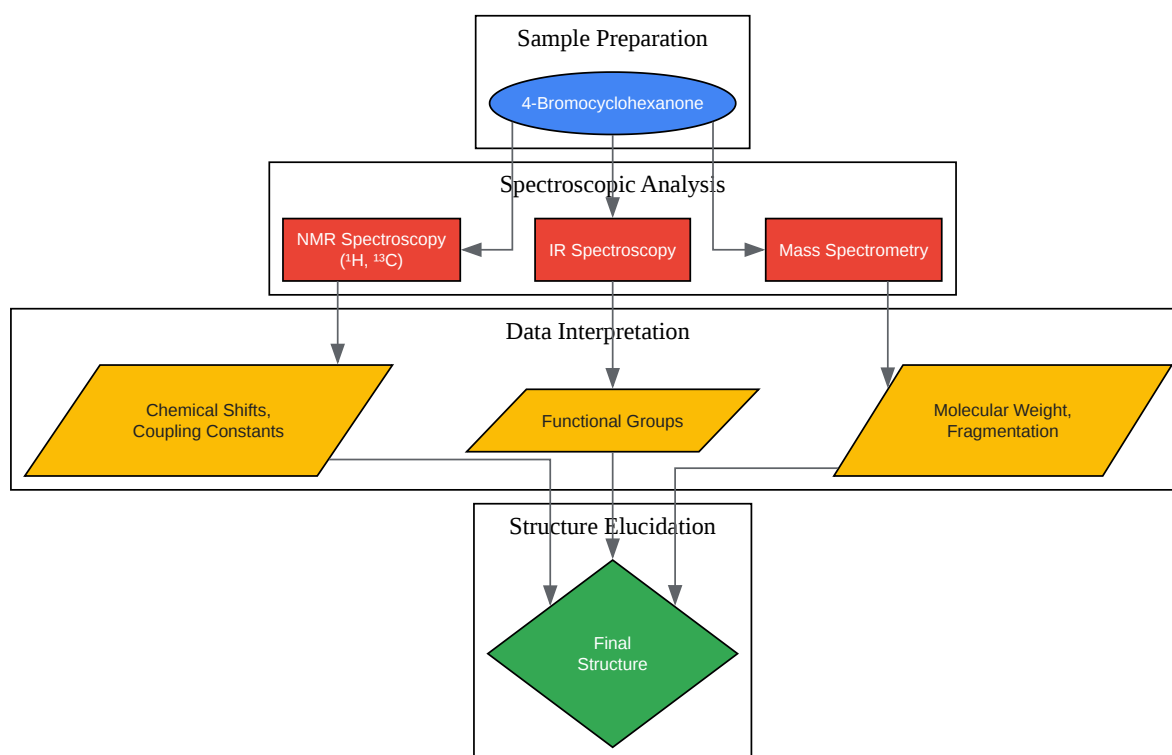 Sample Preparation
4-Bromocyclohexanone
Spectroscopic Analysis
NMR Spectroscopy
(¹H, ¹³C)
IR Spectroscopy
Mass Spectrometry
Data Interpretation
Chemical Shifts,
Coupling Constants
Functional Groups
Molecular Weight,
Fragmentation
Structure Elucidation
Final
Structure